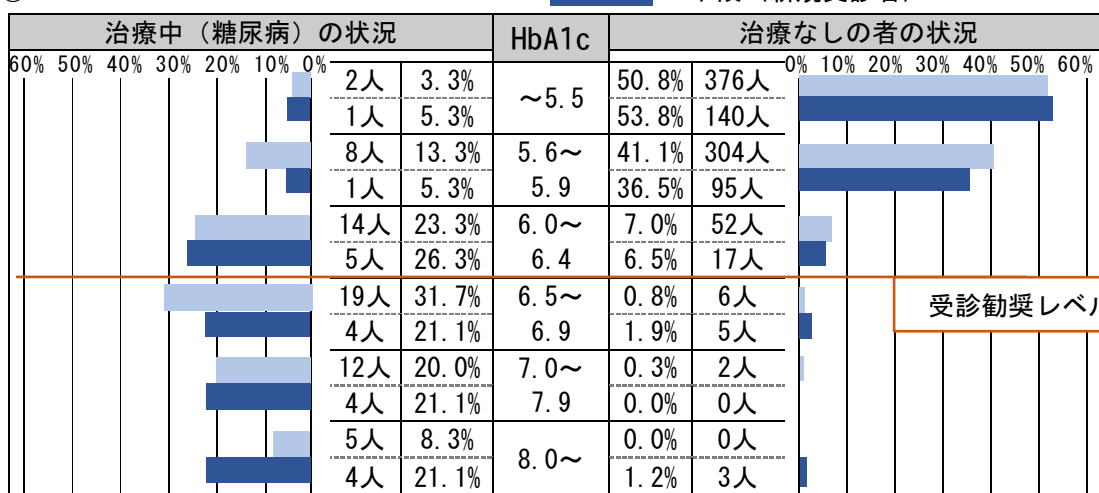 治療中（糖尿病）の状況 HbA1c 治療なしの者の状況
60% 50% 40% 30% 20% 10% 0% 0% 10% 20% 30% 40% 50% 60%
2人 3.3% ～5.5 50.8% 376人
1人 5.3% 53.8% 140人
8人 13.3% 5.6～ 41.1% 304人
1人 5.3% 5.9 36.5% 95人
14人 23.3% 6.0～ 7.0% 52人
5人 26.3% 6.4 6.5% 17人
19人 31.7% 6.5～ 0.8% 6人
4人 21.1% 6.9 1.9% 5人
受診勧奨レベル
12人 20.0% 7.0～ 0.3% 2人
4人 21.1% 7.9 0.0% 0人
5人 8.3% 8.0～ 0.0% 0人
4人 21.1% 1.2% 3人